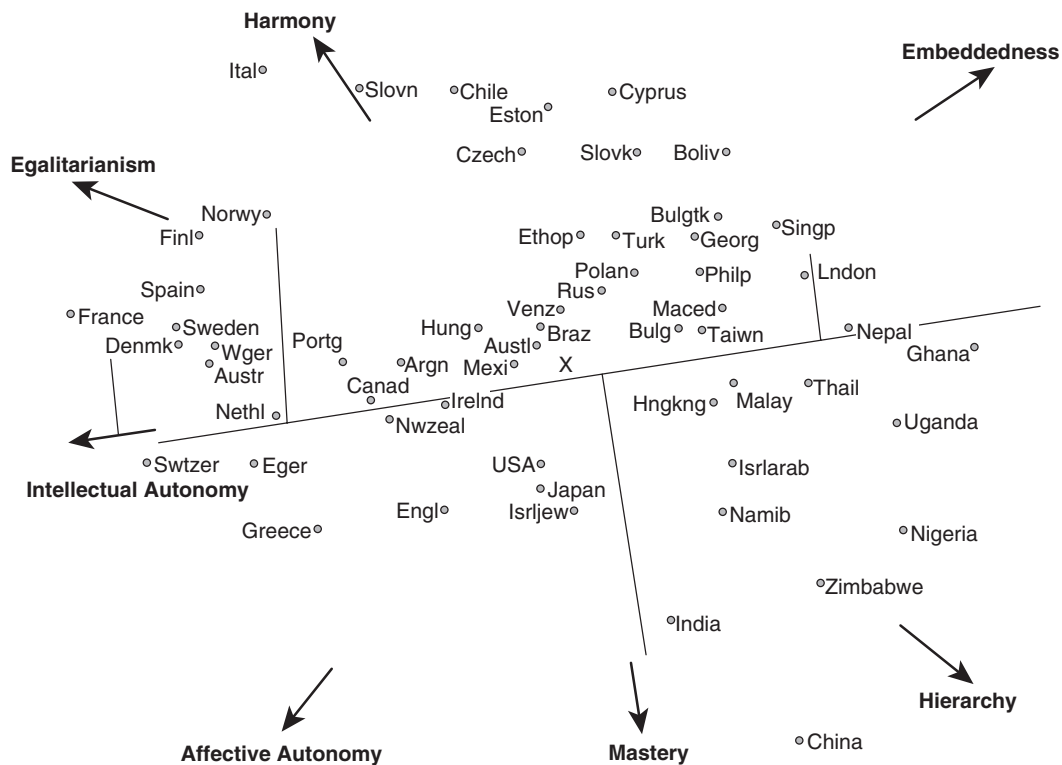 Harmony
Embeddedness
Ital
Slovn
Chile
Cyprus
Eston
Czech
Slovk
Boliv
Egalitarianism
Norwy
Bulgtk
Singp
Finl
Ethop
Turk
Georg
Polan
Philp
Lndon
Spain
Rus
France
Venz
Maced
Sweden
Hung
Braz
Bulg
Taiwn
Nepal
Denmk
Wger
Portg
Austl
Ghana
Austr
Argn
Mexi
X
Canad
Malay
Thail
Nethl
Irelnd
Hngkng
Nwzeal
Uganda
Swtzer
Eger
USA
Isrlarab
Intellectual Autonomy
Japan
Greece
Engl
Isrljew
Namib
Nigeria
Zimbabwe
India
Hierarchy
Affective Autonomy
Mastery
China